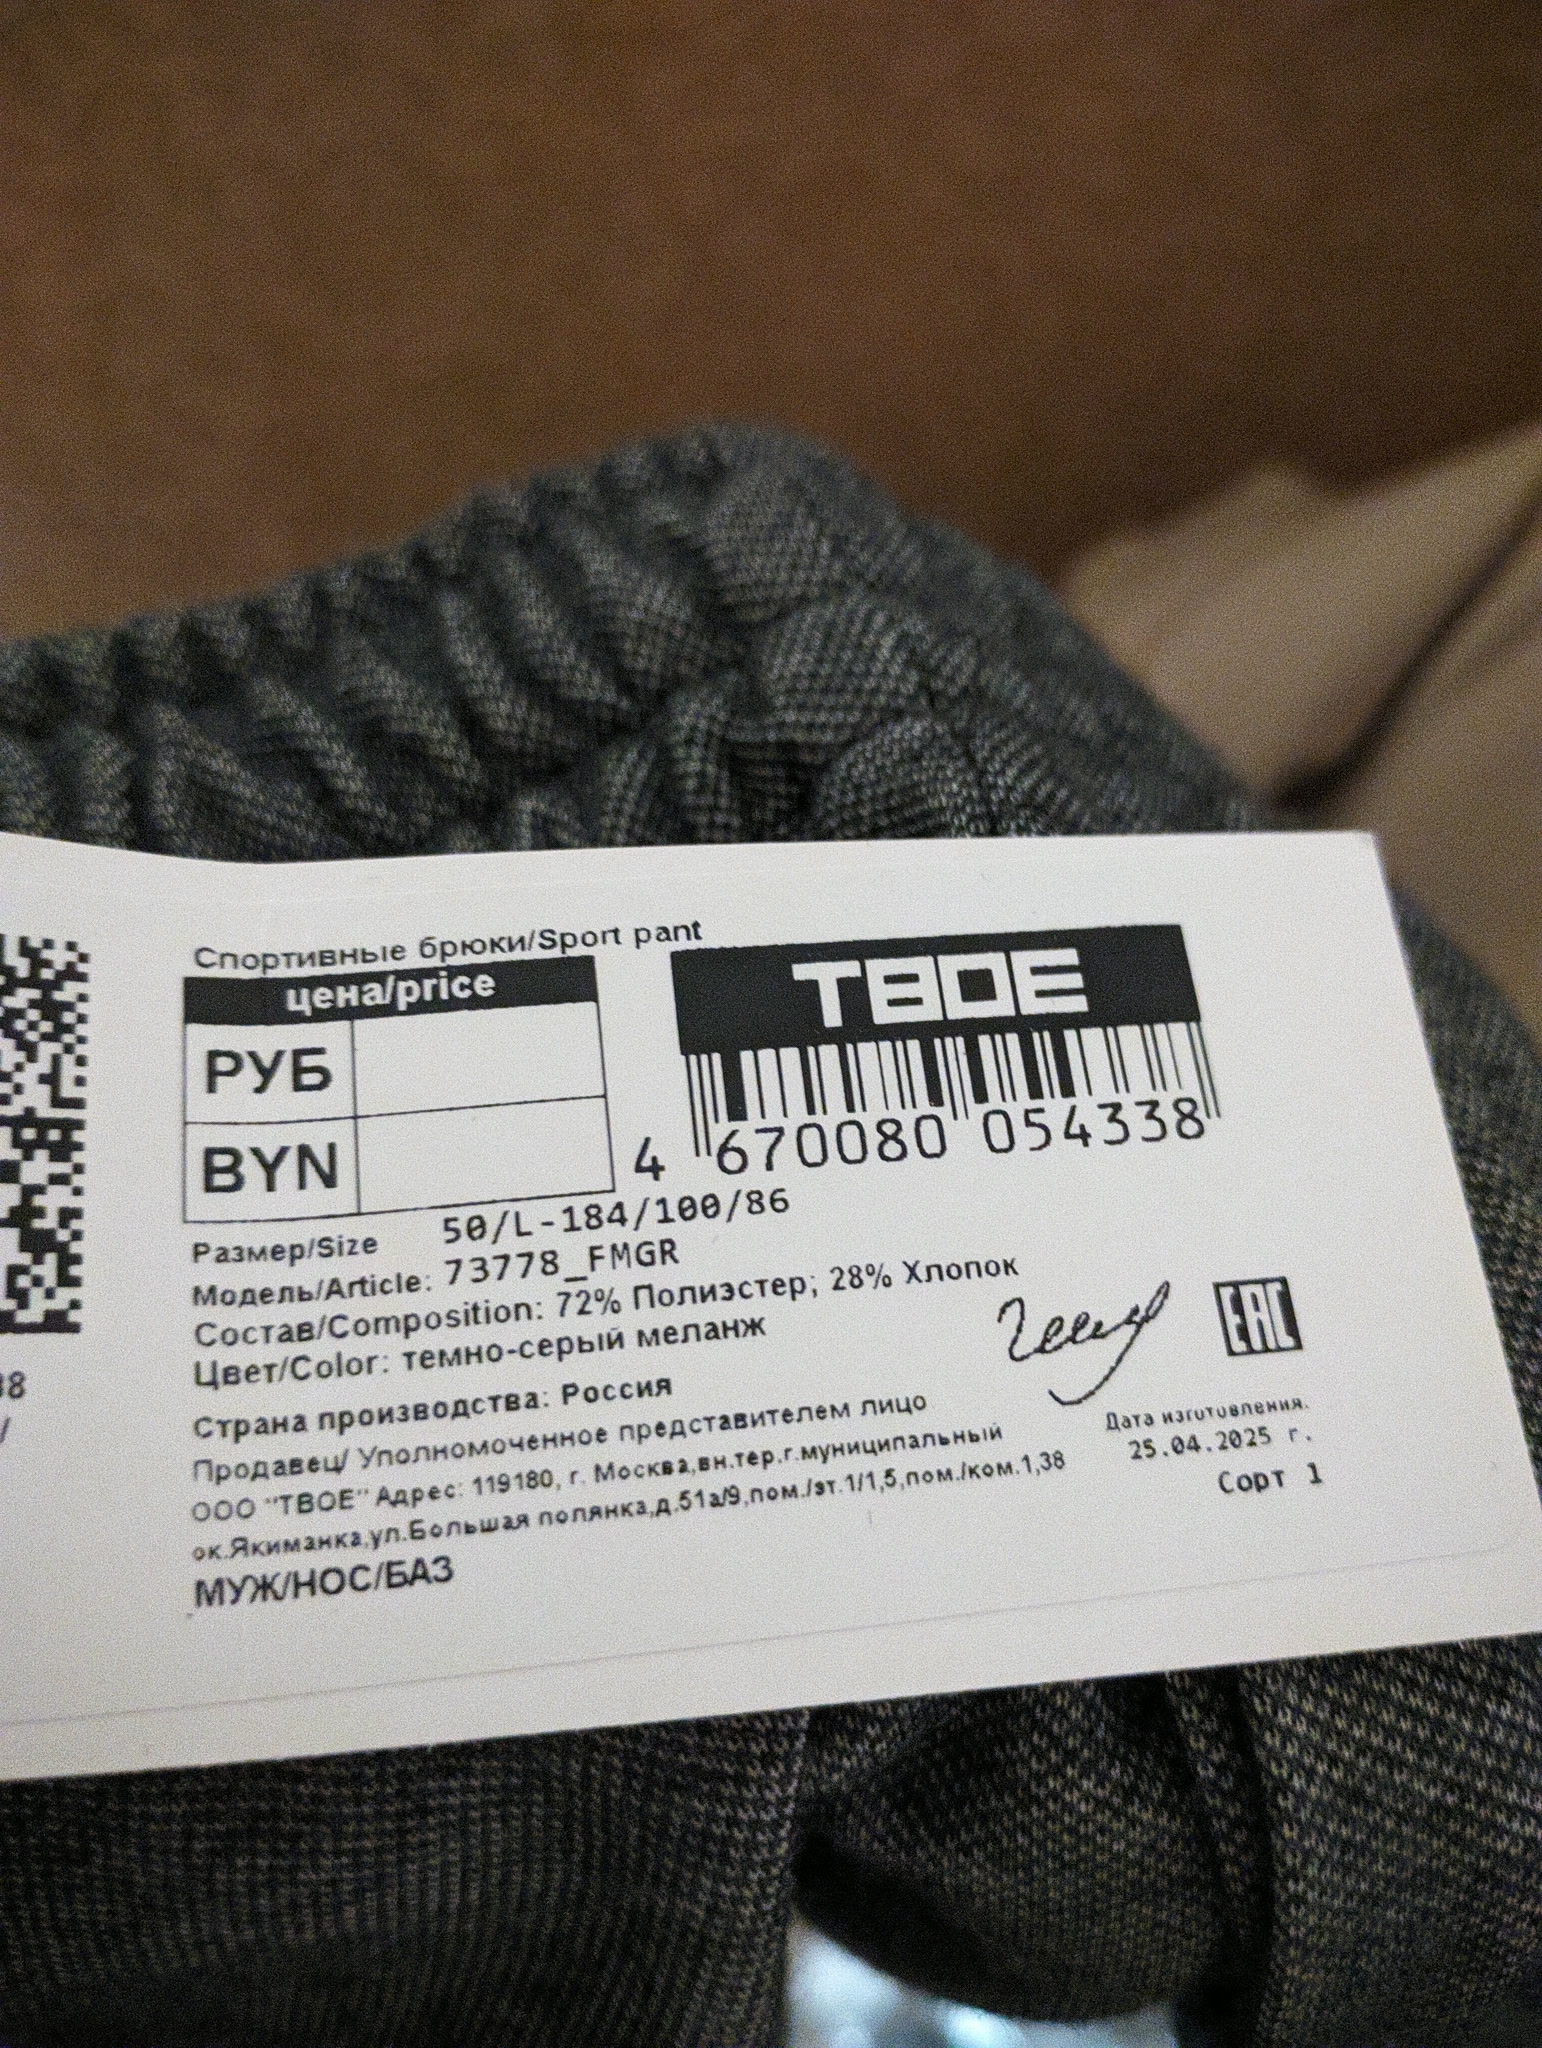 Спортивные брюки/Sport pant
цена/price
РУБ
BYN
ТВОЕ
4 670080 054338
Размер/Size 50/L-184/100/86
Модель/Article: 73778_FMGR
Состав/Composition: 72% Полиэстер; 28% Хлопок
Цвет/Color: темно-серый меланж
Страна производства: Россия
Продавец/ Уполномоченное представителем лицо
ООО "ТВОЕ" Адрес: 119180, г. Москва,вн.тер.г.муниципальный
ок.Якиманка,ул.Большая полянка,д.51а/9,пом./эт.1/1,5,пом./ком.1,38
МУЖ/НОС/БАЗ
EAC
Дата изготовления.
25.04.2025 г.
Сорт 1